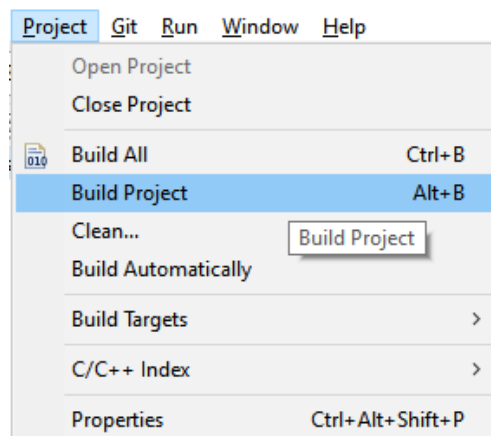 Project Git Run Window Help
Open Project
Close Project
010
Build All Ctrl+B
Build Project Alt+B
Clean...
Build Project
Build Automatically
Build Targets
C/C++ Index
Properties Ctrl+Alt+Shift+P